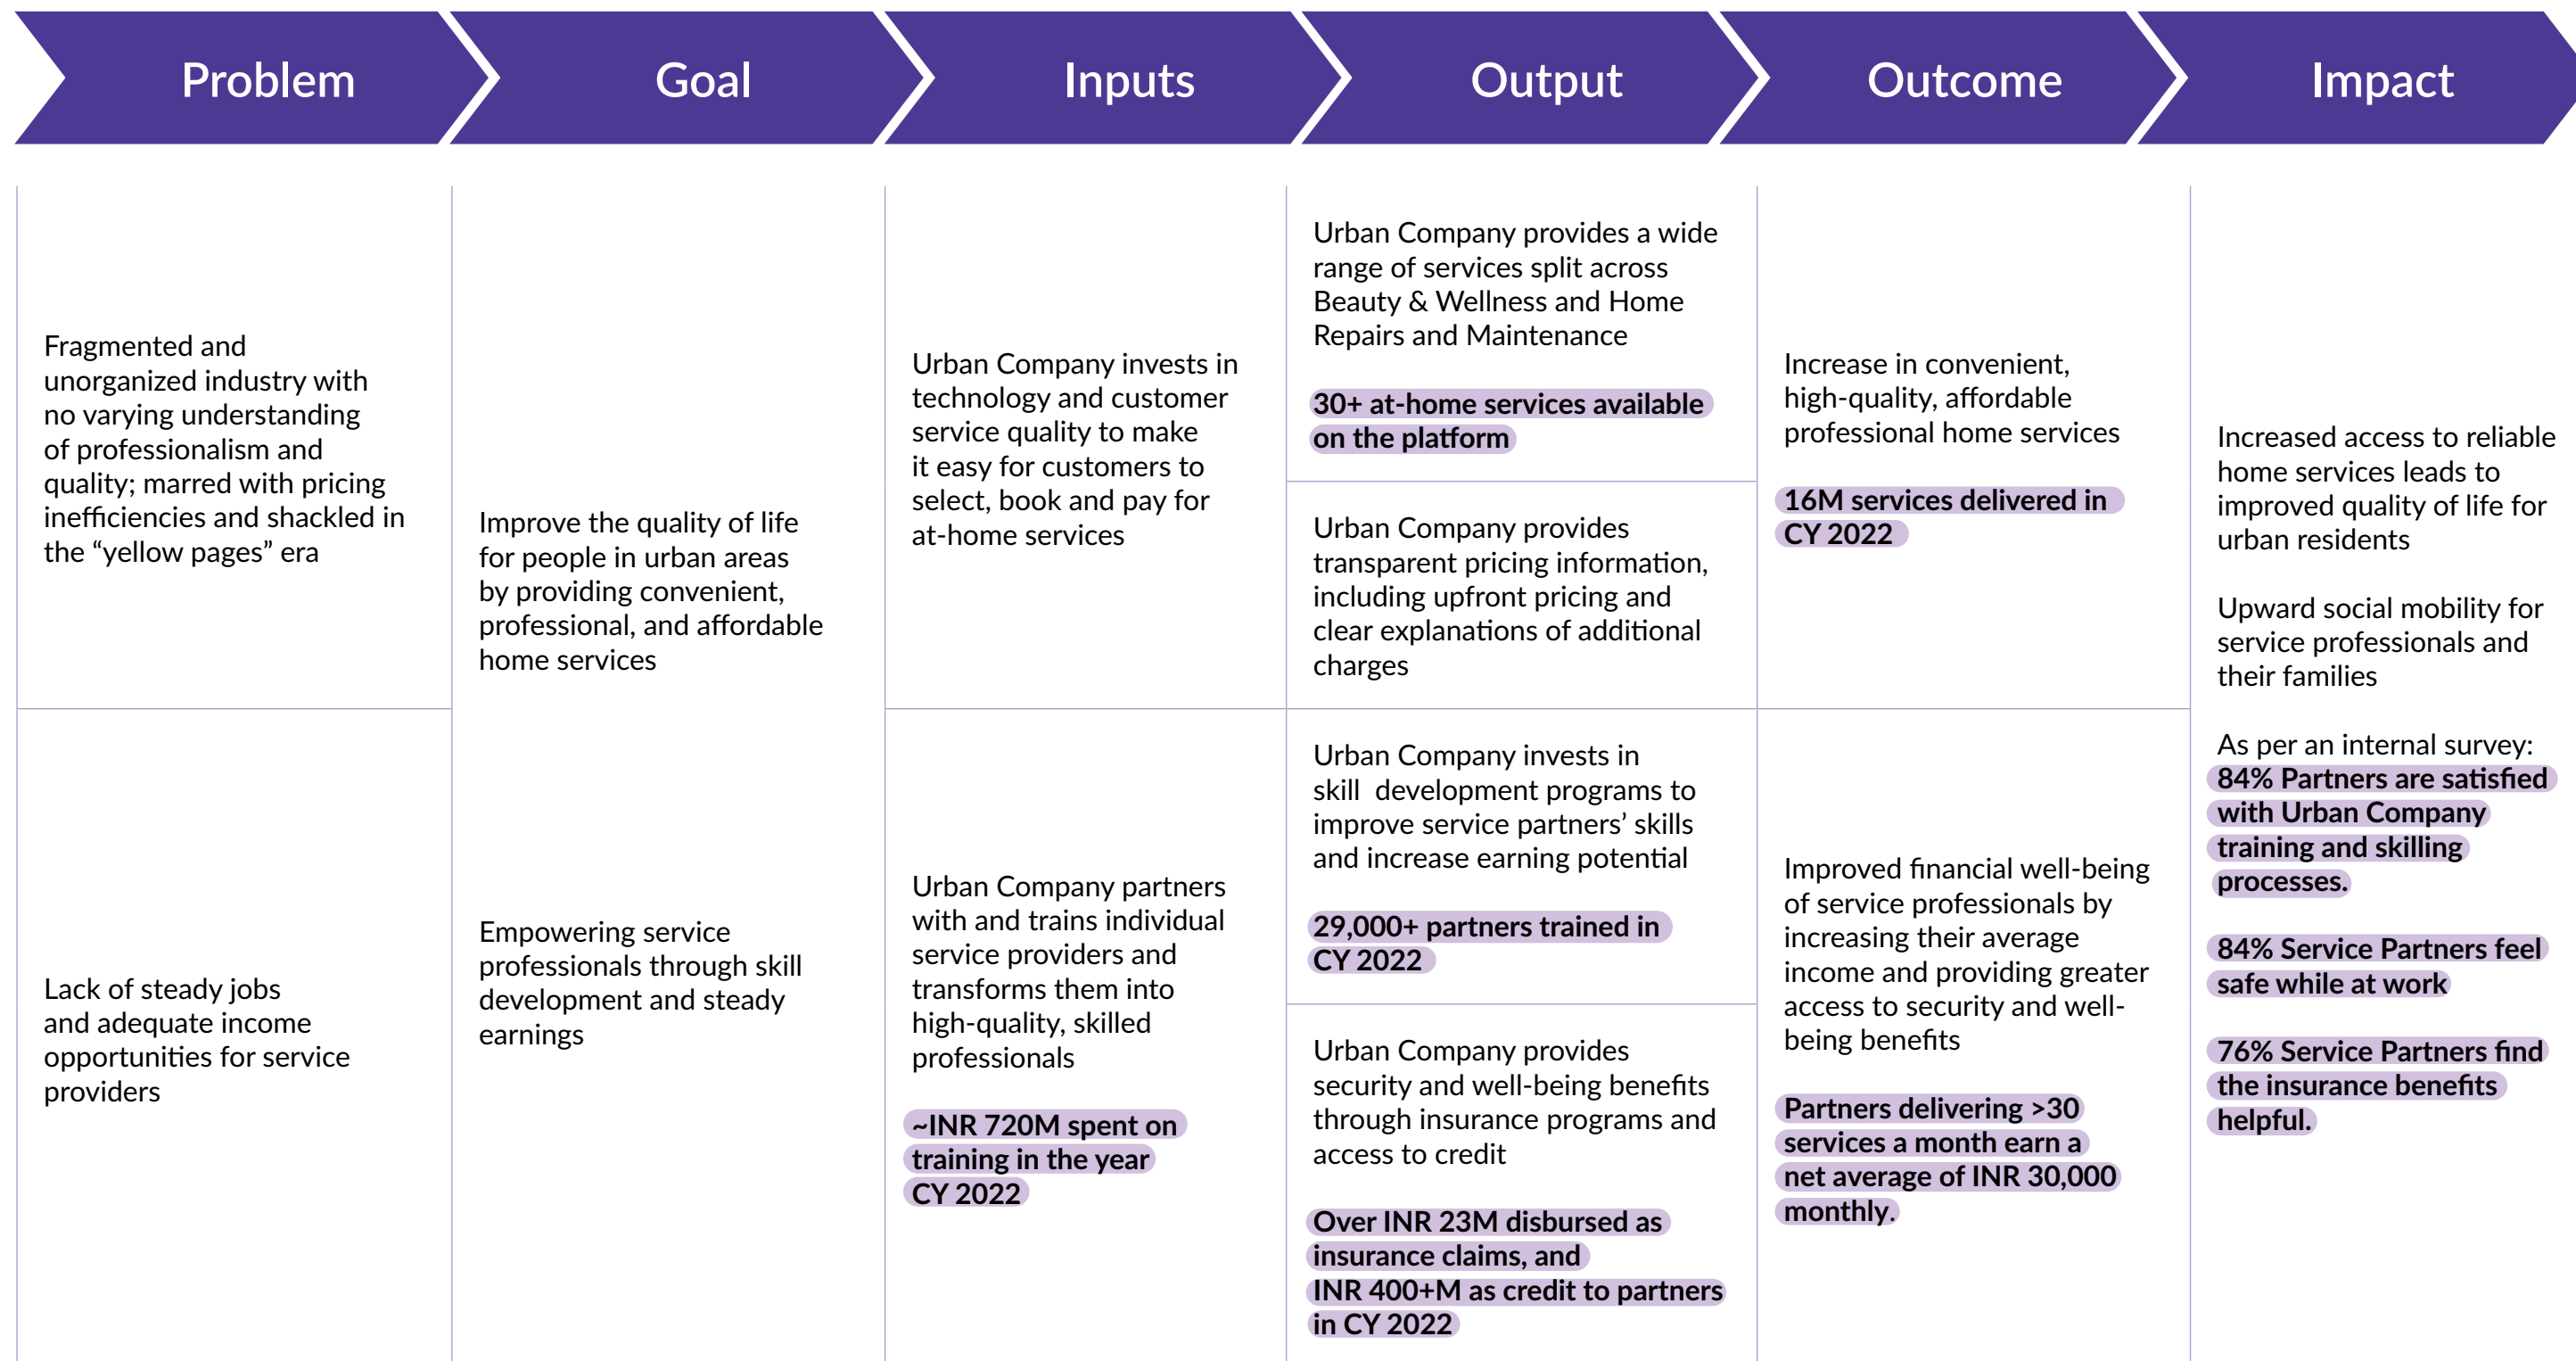 Problem
Goal
Inputs
Output
Outcome
Impact
Fragmented and
unorganized industry with
no varying understanding
of professionalism and
quality; marred with pricing
inefficiencies and shackled in
the “yellow pages” era
Lack of steady jobs
and adequate income
opportunities for service
providers
Improve the quality of life
for people in urban areas
by providing convenient,
professional, and affordable
home services
Empowering service
professionals through skill
development and steady
earnings
Urban Company invests in
technology and customer
service quality to make
it easy for customers to
select, book and pay for
at-home services
Urban Company partners
with and trains individual
service providers and
transforms them into
high-quality, skilled
professionals
~INR 720M spent on
training in the year
CY 2022
Urban Company provides a wide
range of services split across
Beauty & Wellness and Home
Repairs and Maintenance
30+ at-home services available
on the platform
Urban Company provides
transparent pricing information,
including upfront pricing and
clear explanations of additional
charges
Urban Company invests in
skill  development programs to
improve service partners’ skills
and increase earning potential
29,000+ partners trained in
CY 2022
Urban Company provides
security and well-being benefits
through insurance programs and
access to credit
Over INR 23M disbursed as
insurance claims, and
INR 400+M as credit to partners
in CY 2022
Increase in convenient,
high-quality, affordable
professional home services
16M services delivered in
CY 2022
Improved financial well-being
of service professionals by
increasing their average
income and providing greater
access to security and well-
being benefits
Partners delivering >30
services a month earn a
net average of INR 30,000
monthly.
Increased access to reliable
home services leads to
improved quality of life for
urban residents
Upward social mobility for
service professionals and
their families
As per an internal survey:
84% Partners are satisfied
with Urban Company
training and skilling
processes.
84% Service Partners feel
safe while at work
76% Service Partners find
the insurance benefits
helpful.